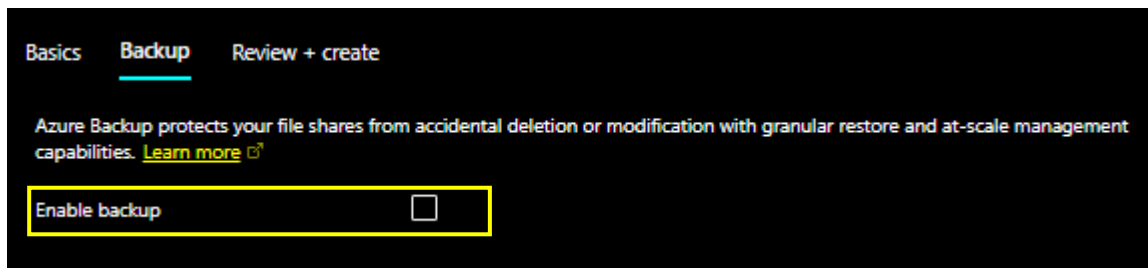 Basics Backup Review + create
Azure Backup protects your file shares from accidental deletion or modification with granular restore and at-scale management
capabilities. Learn more
Enable backup